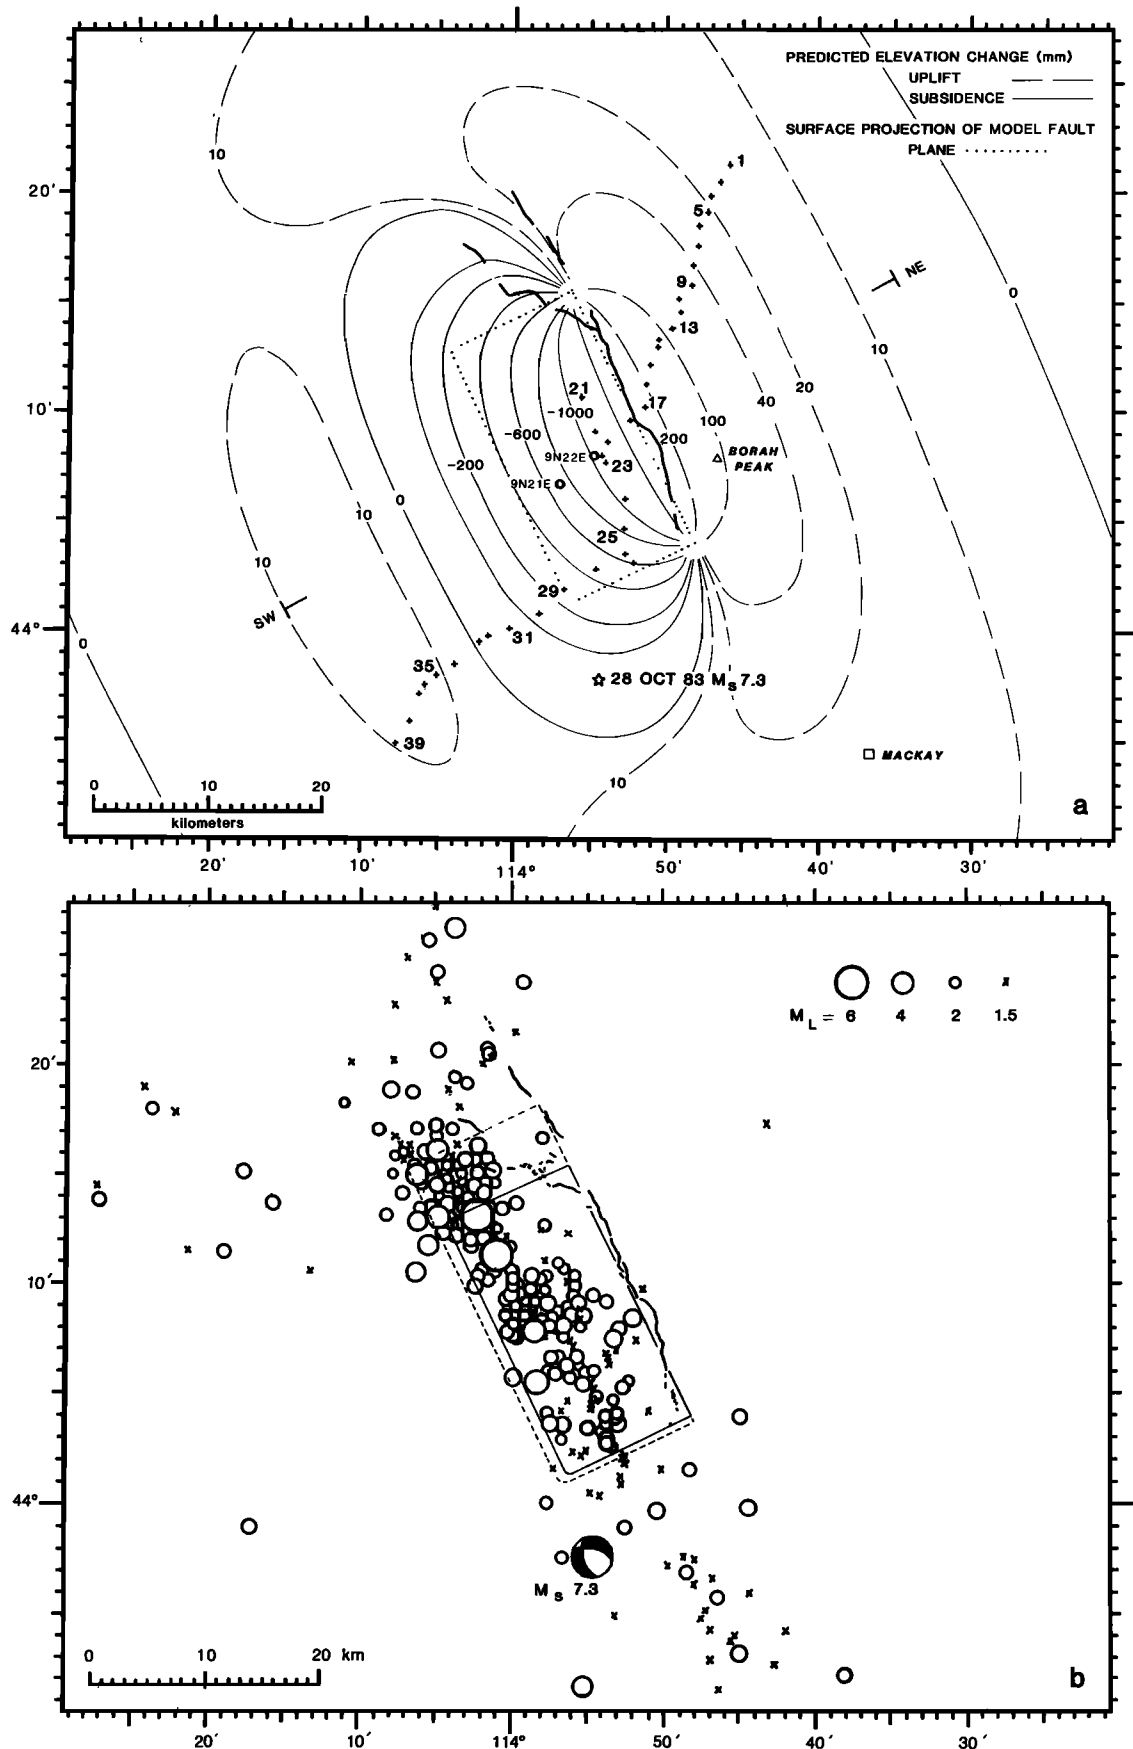 PREDICTED ELEVATION CHANGE (mm)
UPLIFT
SUBSIDENCE
SURFACE PROJECTION OF MODEL FAULT
PLANE
10
1
20'
5
NE
9
0
13
10
21
20
10'
17
40
-1000
100
-600
200
BORAH
PEAK
9N22E
-200
23
9N21E
0
10
25
10
29
SW
44°
31
0
35
28 OCT 83 Ms 7.3
39
MACKAY
0 10 20
10
kilometers
a
20' 10' 114° 50' 40' 30'
ML = 6 4 2 1.5
20'
10'
44°
Ms 7.3
0 10 20 km
b
20' 10' 114° 50' 40' 30'